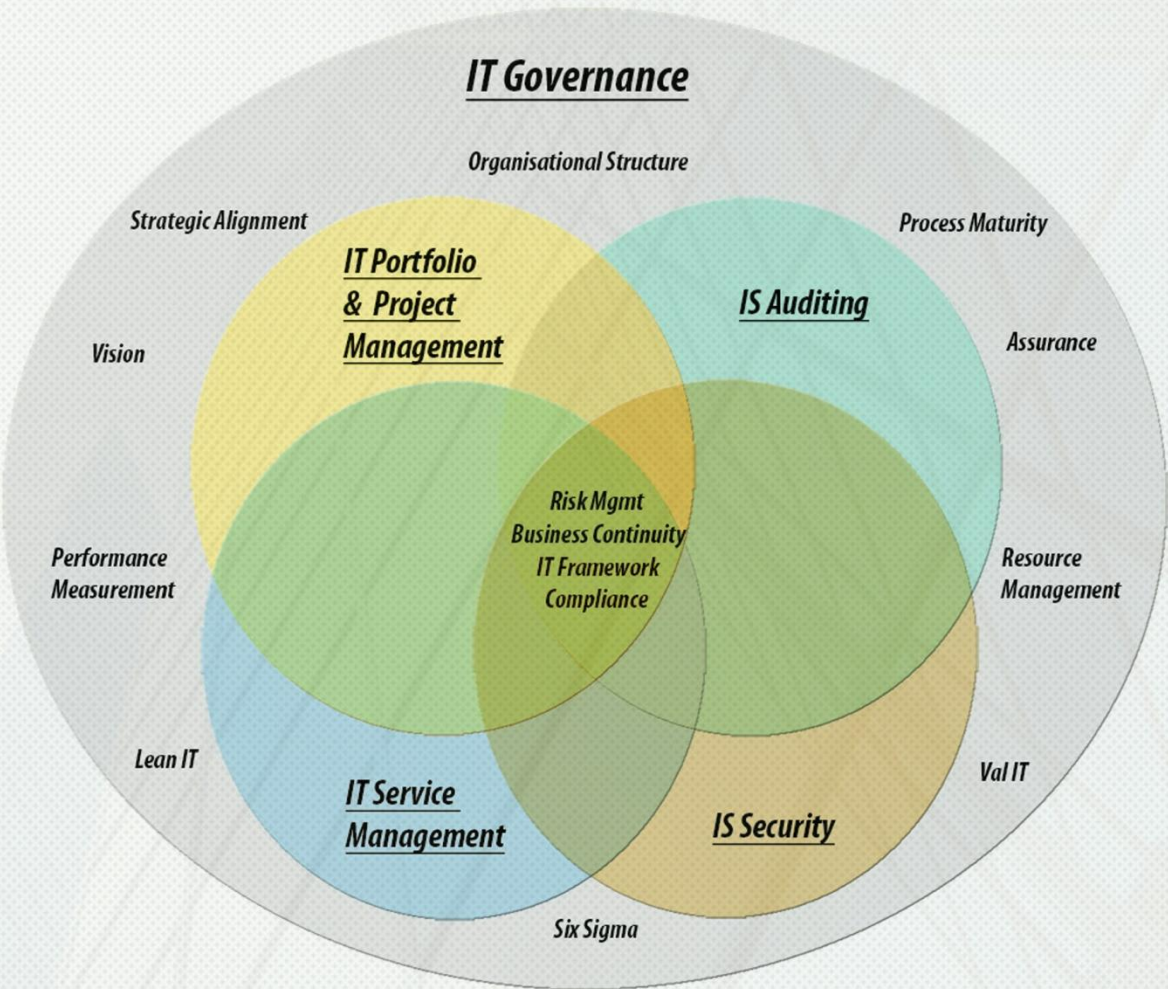 IT Governance
Organisational Structure
Strategic Alignment
Process Maturity
IT Portfolio
& Project
Management
IS Auditing
Vision
Assurance
Risk Mgmt
Business Continuity
IT Framework
Compliance
Performance
Measurement
Resource
Management
Lean IT
Val IT
IT Service
Management
IS Security
Six Sigma